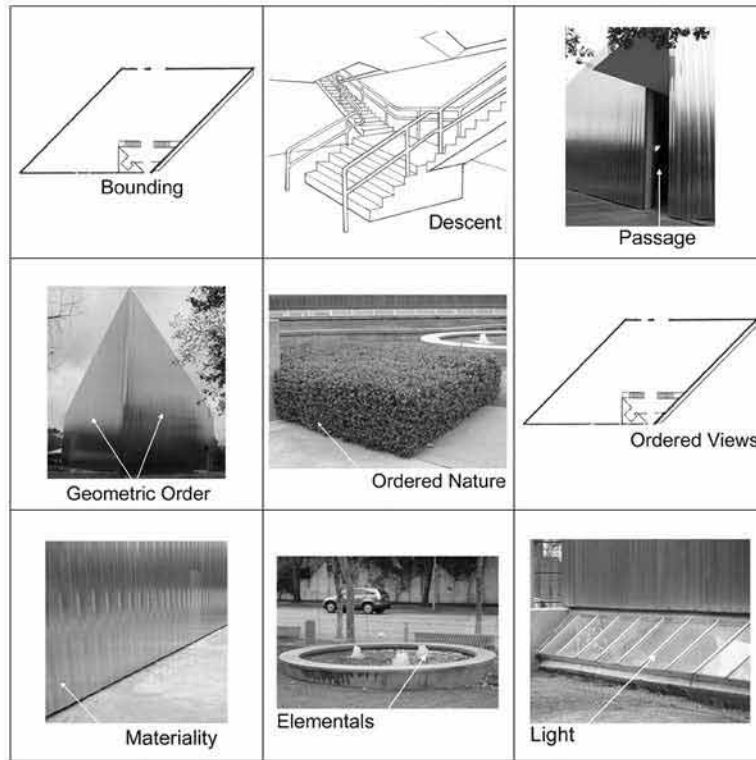 Bounding
Descent
Passage
Geometric Order
Ordered Nature
Ordered Views
Materiality
Elementals
Light